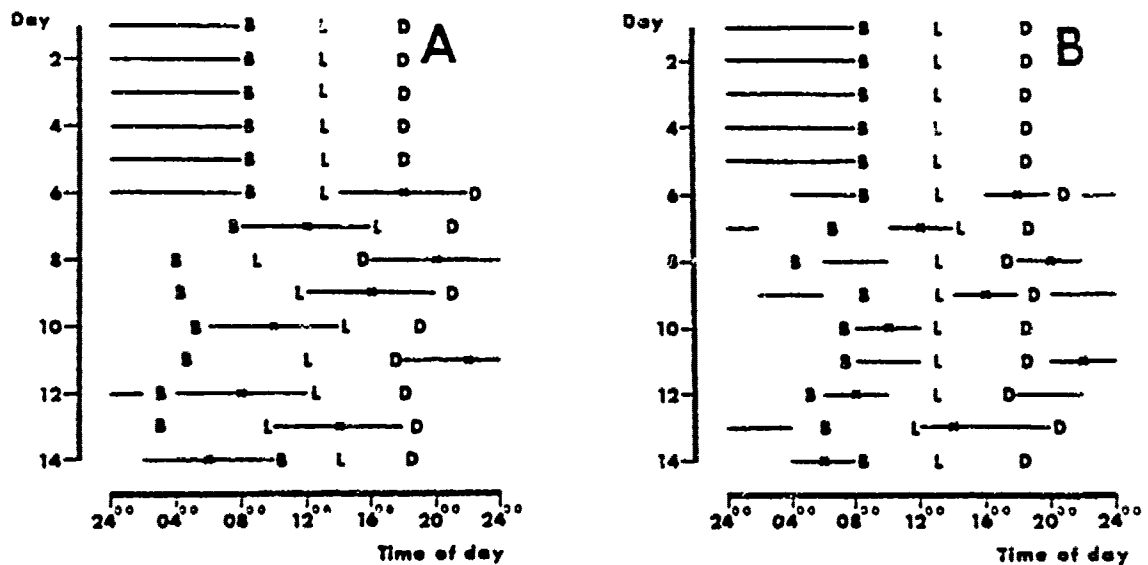 Day
A
B L D
2 B L D
B L D
4 B L D
B L D
6 B L D
B L D
8 B L D
B L D
10 B L D
B L D
12 B L D
B L D
14 B L D
24⁰⁰ 04⁰⁰ 08⁰⁰ 12⁰⁰ 16⁰⁰ 20⁰⁰ 24⁰⁰
Time of day
Day
B
B L D
2 B L D
B L D
4 B L D
B L D
6 B L D
B L D
8 B L D
B L D
10 B L D
B L D
12 B L D
B L D
14 B L D
24⁰⁰ 04⁰⁰ 08⁰⁰ 12⁰⁰ 16⁰⁰ 20⁰⁰ 24⁰⁰
Time of day